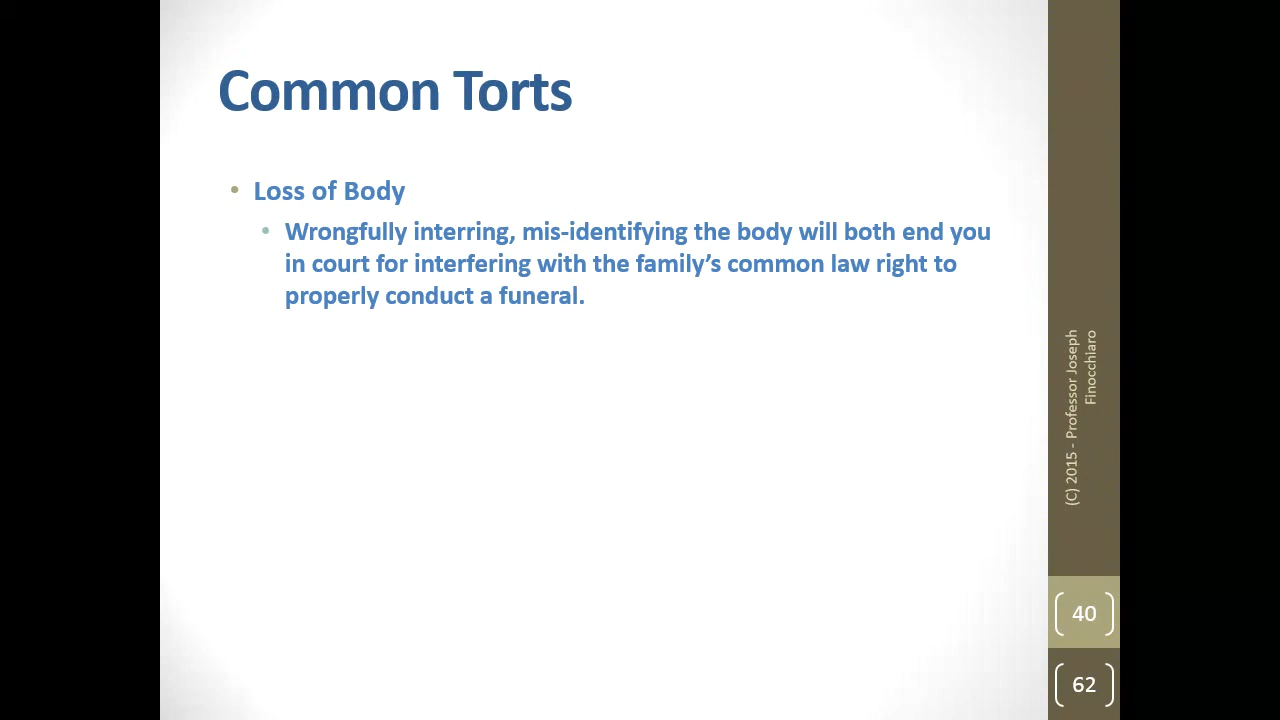 Common Torts
• Loss of Body
• Wrongfully interring, mis-identifying the body will both end you
in court for interfering with the family’s common law right to
properly conduct a funeral.
(C) 2015 - Professor Joseph
Finocchiaro
40
62